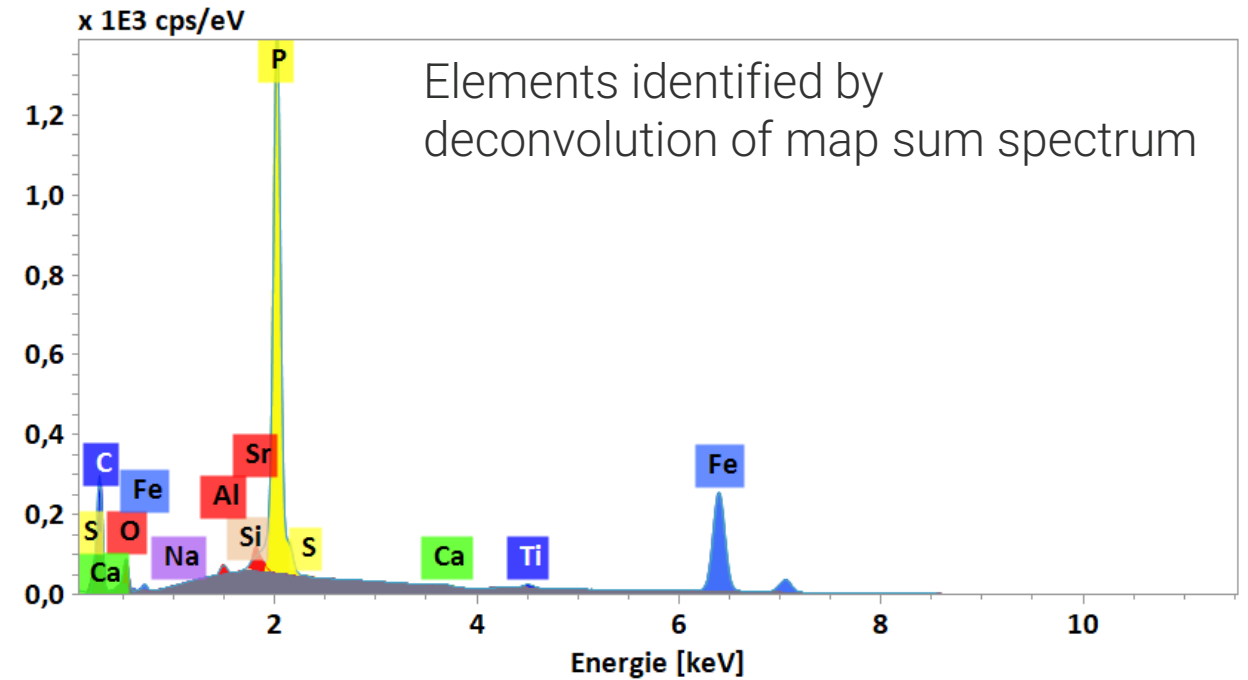 x 1E3 cps/eV
P
Elements identified by
deconvolution of map sum spectrum
1,2
1,0
0,8
0,6
0,4
Sr
C
Fe
Fe
Al
0,2
S
O
Si
S
Na
Ca
Ti
Ca
0,0
2
4
6
8
10
Energie [keV]